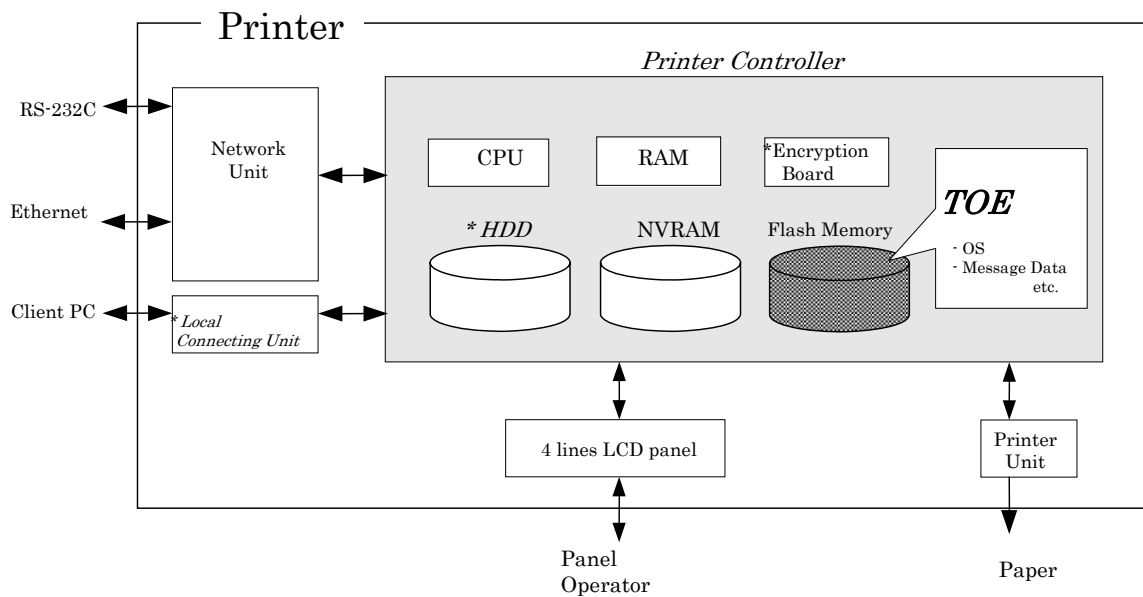 Printer
Printer Controller
RS-232C
Ethernet
Client PC
Network
Unit
* Local
Connecting Unit
CPU
RAM
*Encryption
Board
* HDD
NVRAM
Flash Memory
TOE
- OS
- Message Data
etc.
4 lines LCD panel
Printer
Unit
Panel
Operator
Paper